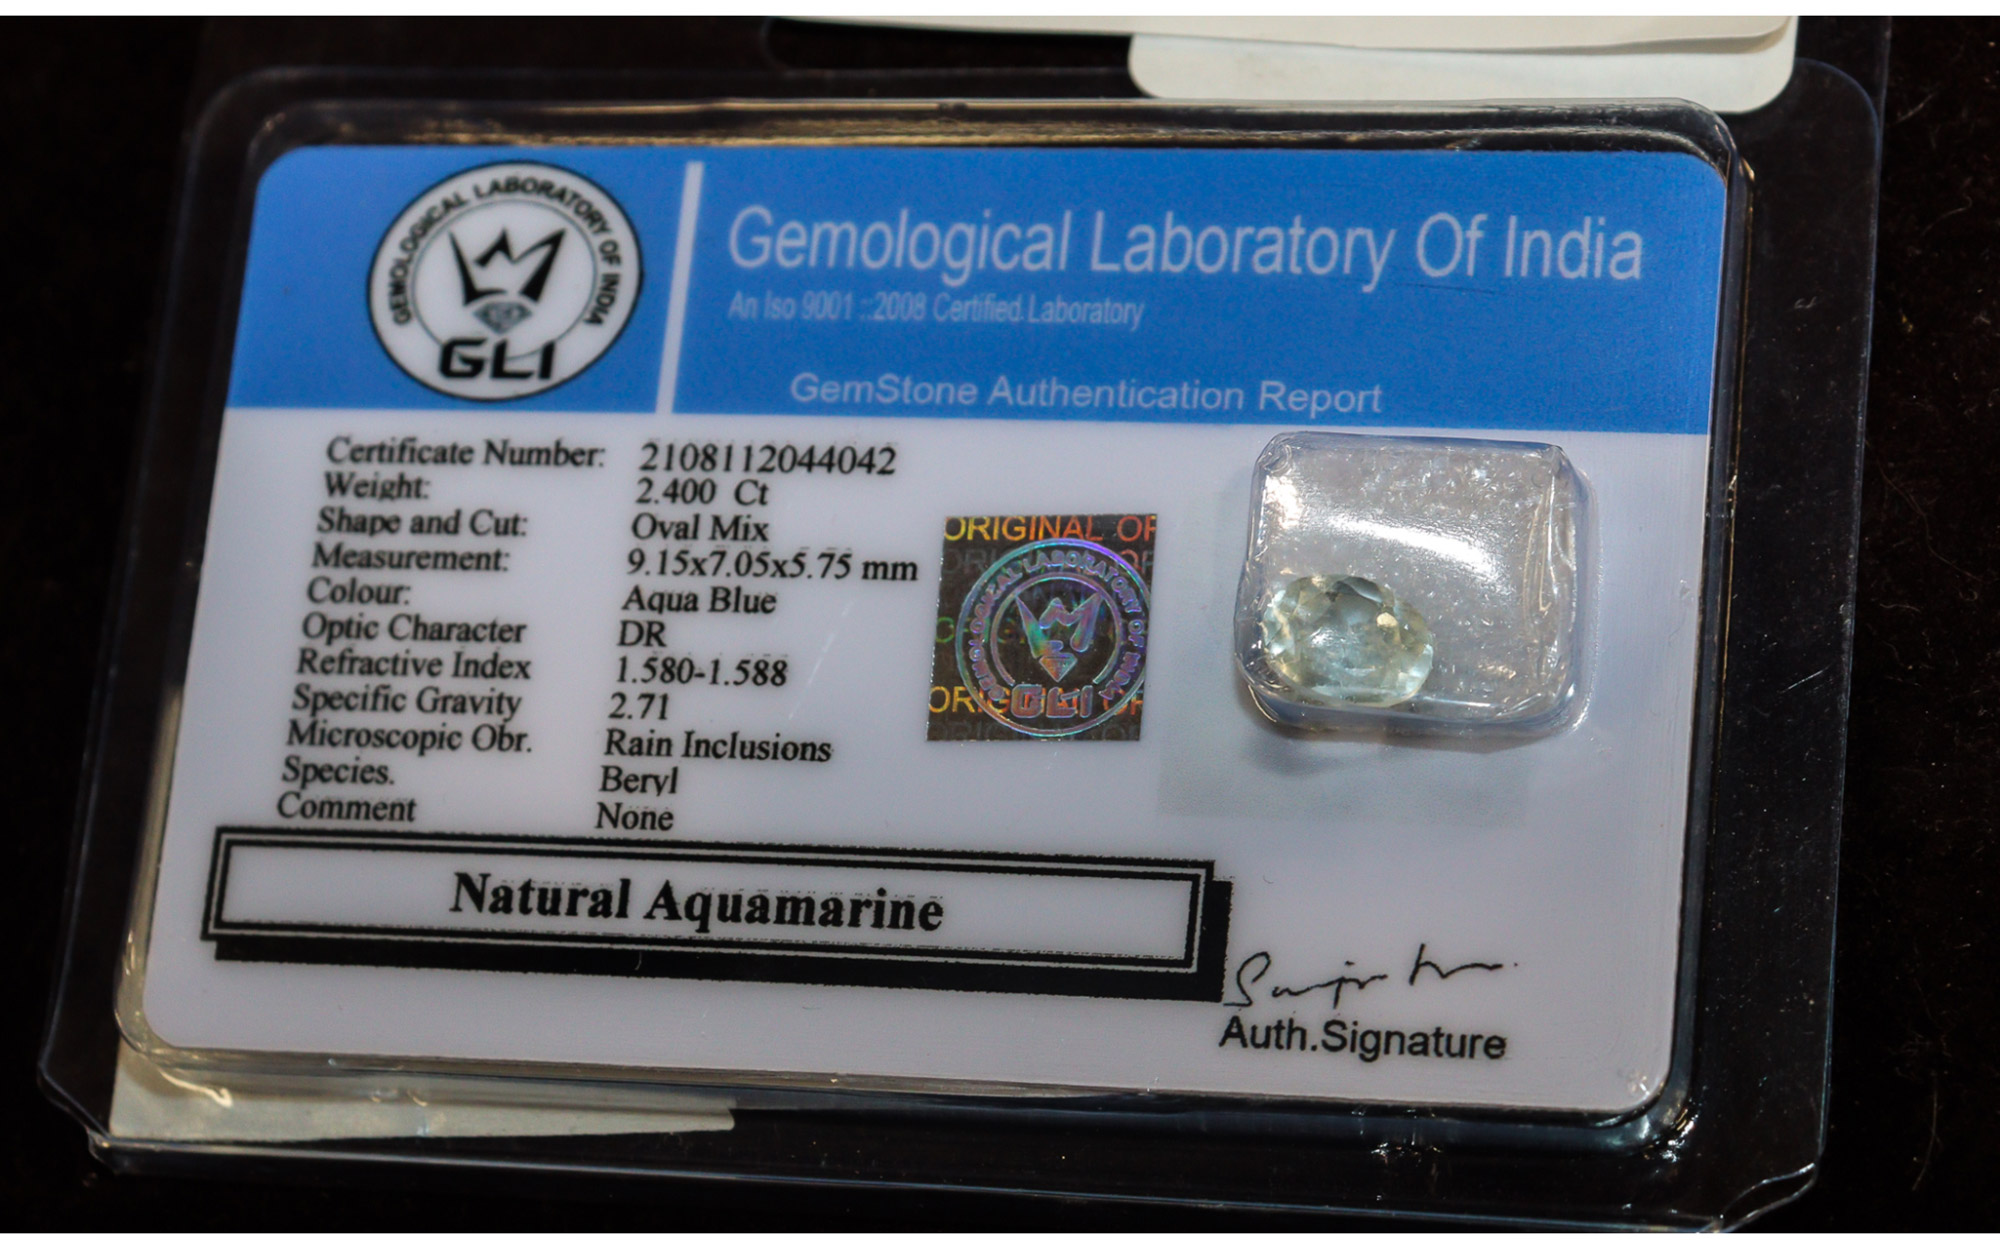 GEMOLOGICAL LABORATORY OF INDIA
GLI
Gemological Laboratory Of India
An Iso 9001 ::2008 Certified Laboratory
GemStone Authentication Report
Certificate Number: 2108112044042
Weight: 2.400 Ct
Shape and Cut: Oval Mix
Measurement: 9.15x7.05x5.75 mm
Colour: Aqua Blue
Optic Character DR
Refractive Index 1.580-1.588
Specific Gravity 2.71
Microscopic Obr. Rain Inclusions
Species. Beryl
Comment None
ORIGINAL OF
GLI
Natural Aquamarine
Auth.Signature